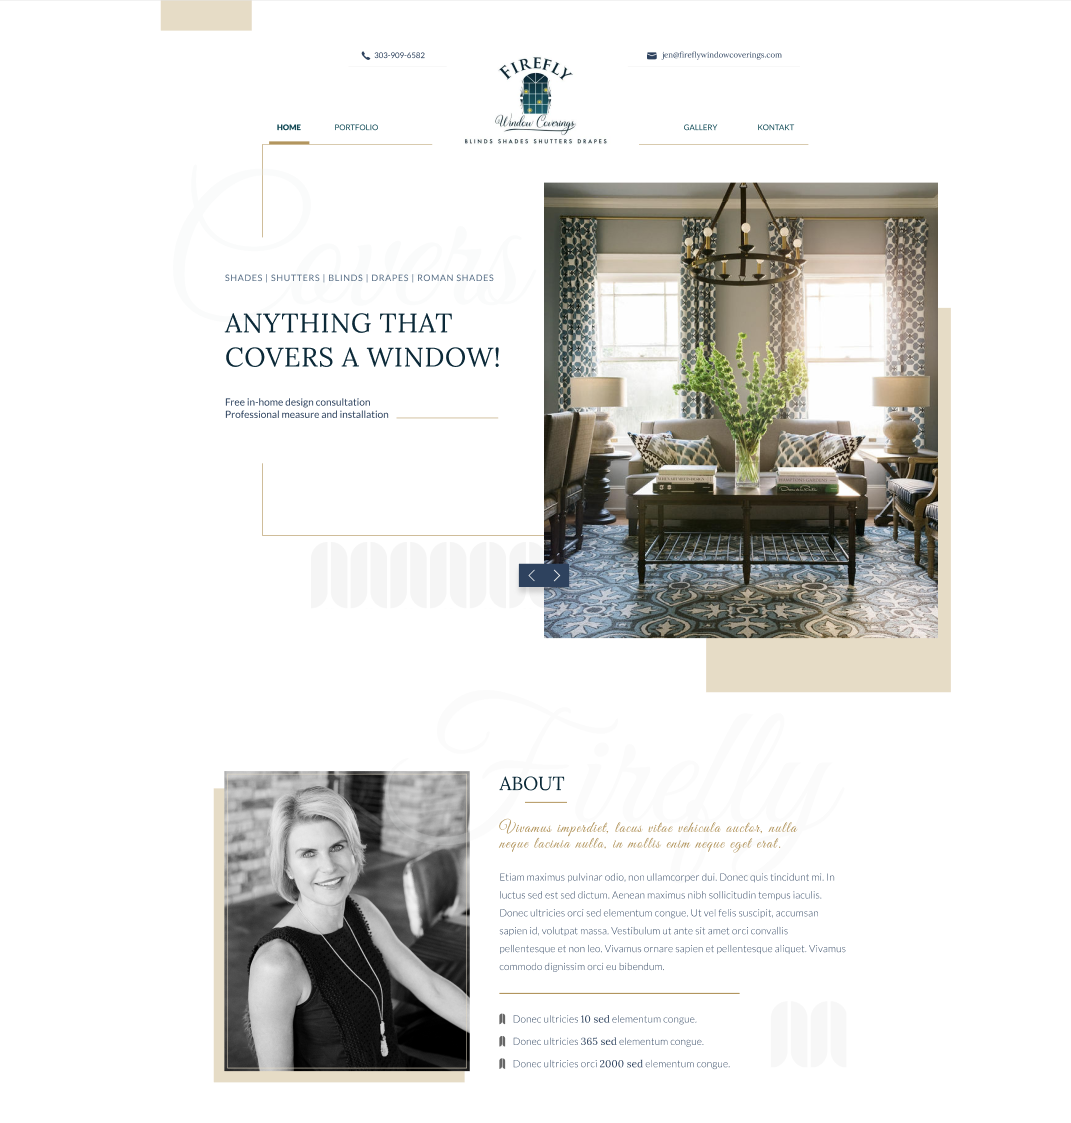 303-909-6582
jen@fireflywindowcoverings.com
FIREFLY
Window Coverings
BLINDS SHADES SHUTTERS DRAPES
HOME
PORTFOLIO
GALLERY
KONTAKT
Covers
SHADES | SHUTTERS | BLINDS | DRAPES | ROMAN SHADES
ANYTHING THAT
COVERS A WINDOW!
Free in-home design consultation
Professional measure and installation
Firefly
ABOUT
Vivamus imperdiet, lacus vitae vehicula auctor, nulla
neque lacinia nulla, in mollis enim neque eget erat.
Etiam maximus pulvinar odio, non ullamcorper dui. Donec quis tincidunt mi. In
luctus sed est sed dictum. Aenean maximus nibh sollicitudin tempus iaculis.
Donec ultricies orci sed elementum congue. Ut vel felis suscipit, accumsan
sapien id, volutpat massa. Vestibulum ut ante sit amet orci convallis
pellentesque et non leo. Vivamus ornare sapien et pellentesque aliquet. Vivamus
commodo dignissim orci eu bibendum.
Donec ultricies 10 sed elementum congue.
Donec ultricies 365 sed elementum congue.
Donec ultricies orci 2000 sed elementum congue.